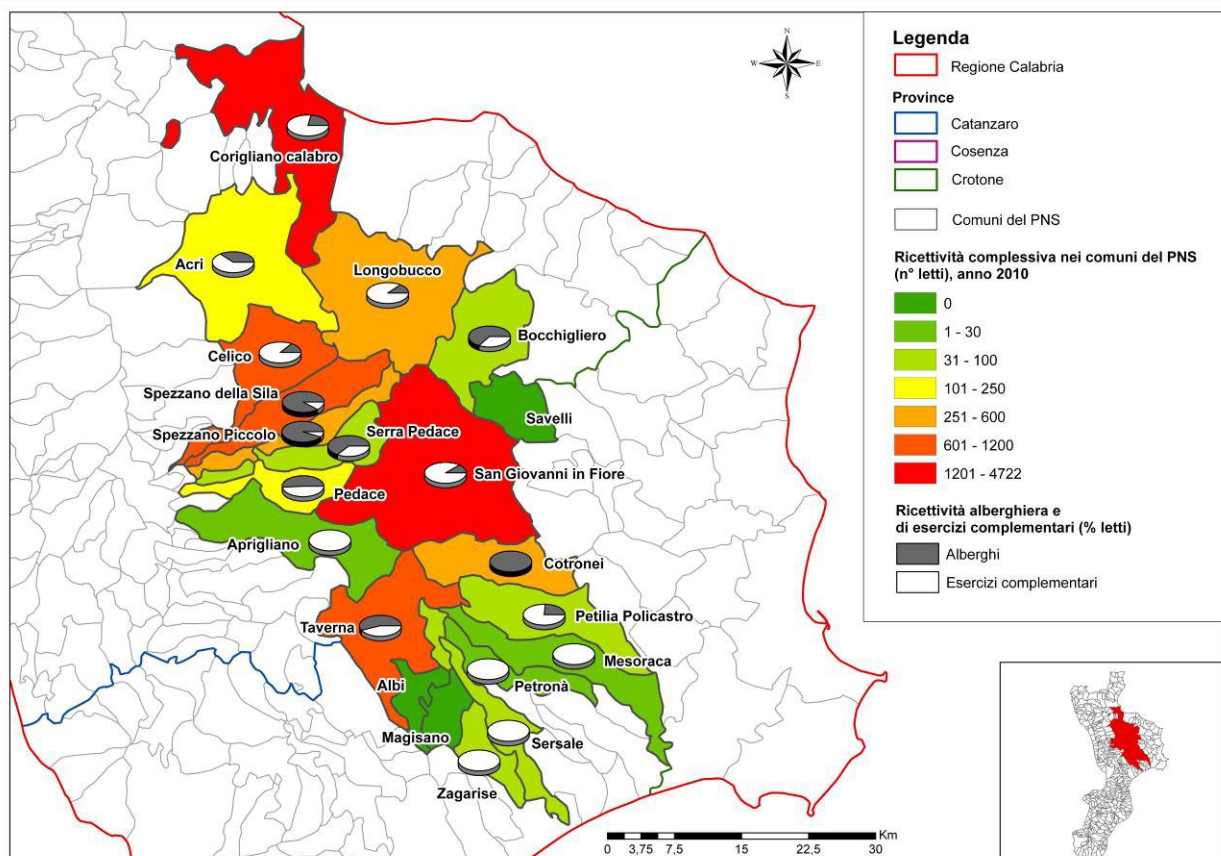 N
W E
S
Corigliano calabro
Acri
Longobucco
Bocchigliero
Celico
Spezzano della Sila
Savelli
Spezzano Piccolo
Serra Pedace
San Giovanni in Fiore
Pedace
Aprigliano
Cotronei
Petilia Policastro
Taverna
Mesoraca
Petronà
Albi
Magisano
Sersale
Zagarise
Km
0 3,75 7,5 15 22,5 30
Legenda
Regione Calabria
Province
Catanzaro
Cosenza
Crotone
Comuni del PNS
Ricettività complessiva nei comuni del PNS
(n° letti), anno 2010
0
1 - 30
31 - 100
101 - 250
251 - 600
601 - 1200
1201 - 4722
Ricettività alberghiera e
di esercizi complementari (% letti)
Alberghi
Esercizi complementari